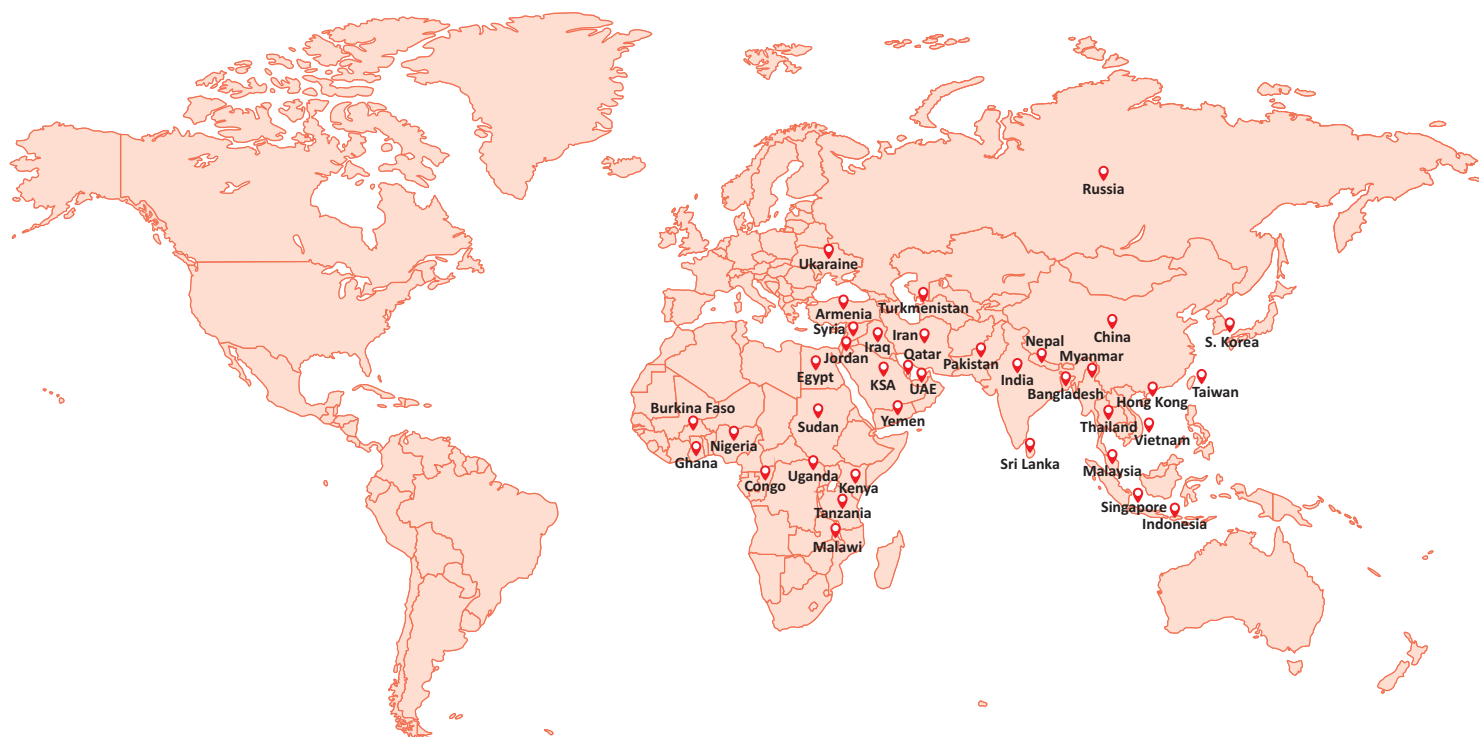 Russia
Ukaraine
Turkmenistan
Armenia
Syria
China
Iran
S. Korea
Iraq
Nepal
Jordan
Qatar
Myanmar
Pakistan
India
Egypt
KSA
UAE
Bangladesh
Taiwan
Hong Kong
Burkina Faso
Yemen
Sudan
Thailand
Vietnam
Nigeria
Ghana
Sri Lanka
Malaysia
Uganda
Congo
Kenya
Singapore
Tanzania
Indonesia
Malawi